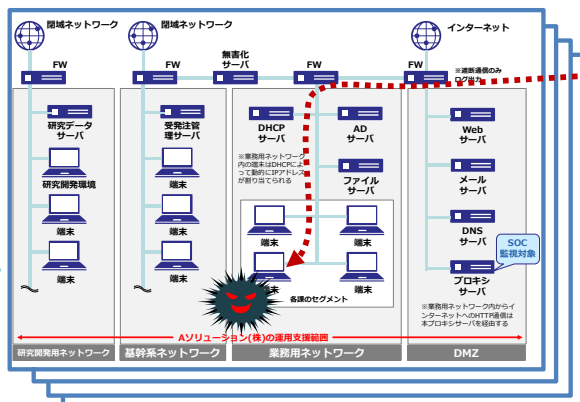 閉域ネットワーク
閉域ネットワーク
インターネット
FW
FW
無害化
サーバ
FW
FW
※遮断通信のみ
ログ出力
研究データ
サーバ
受発注管
理サーバ
DHCP
サーバ
AD
サーバ
Web
サーバ
※業務用ネットワーク
内の端末はDHCPによ
って動的にIPアドレス
が割り当てられる
研究開発環境
端末
ファイル
サーバ
メール
サーバ
端末
端末
端末
端末
DNS
サーバ
SOC
監視対象
端末
端末
端末
端末
プロキシ
サーバ
各課のセグメント
※業務用ネットワーク内からイ
ンターネットへのHTTP通信は
本プロキシサーバを経由する
Aソリューション(株)の運用支援範囲
研究開発用ネットワーク
基幹系ネットワーク
業務用ネットワーク
DMZ